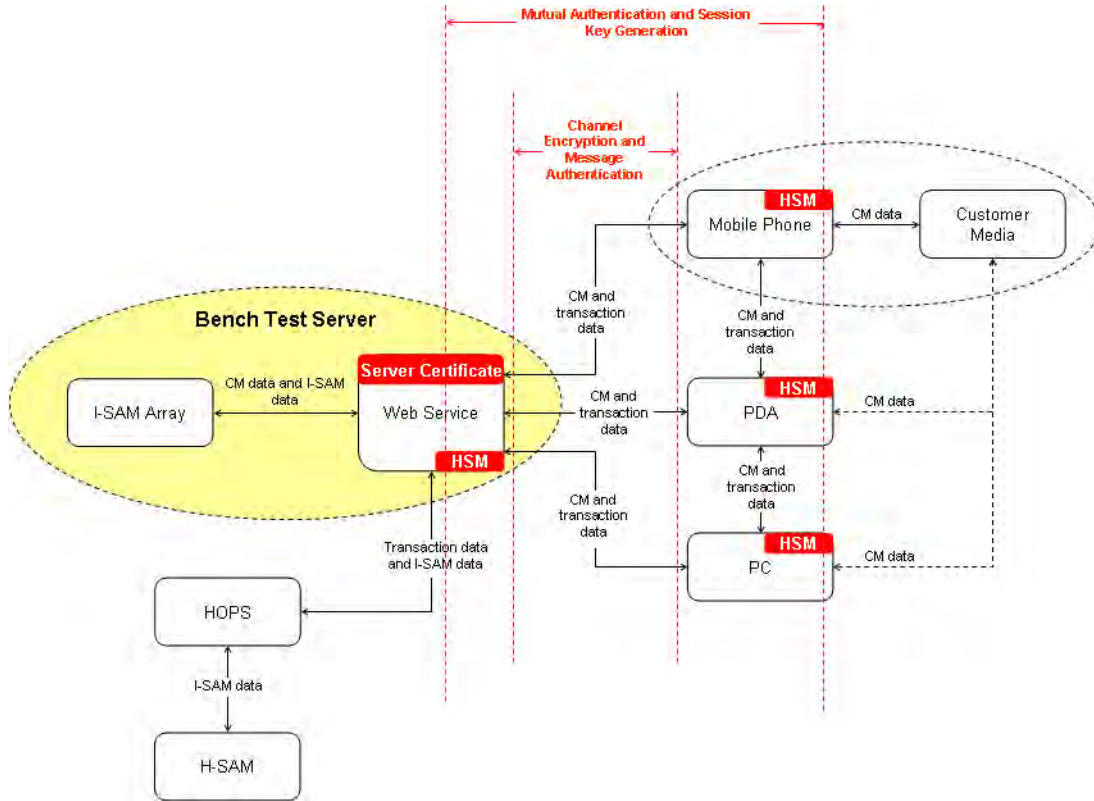 Mutual Authentication and Session
Key Generation
Channel
Encryption and
Message
Authentication
HSM
Mobile Phone
CM data
Customer
Media
CM and
transaction
data
CM and
transaction
data
Bench Test Server
Server Certificate
CM data and I-SAM
data
I-SAM Array
Web Service
HSM
CM and
transaction
data
HSM
PDA
CM data
CM and
transaction
data
CM and
transaction
data
HSM
PC
CM data
Transaction data
and I-SAM data
HOPS
I-SAM data
H-SAM